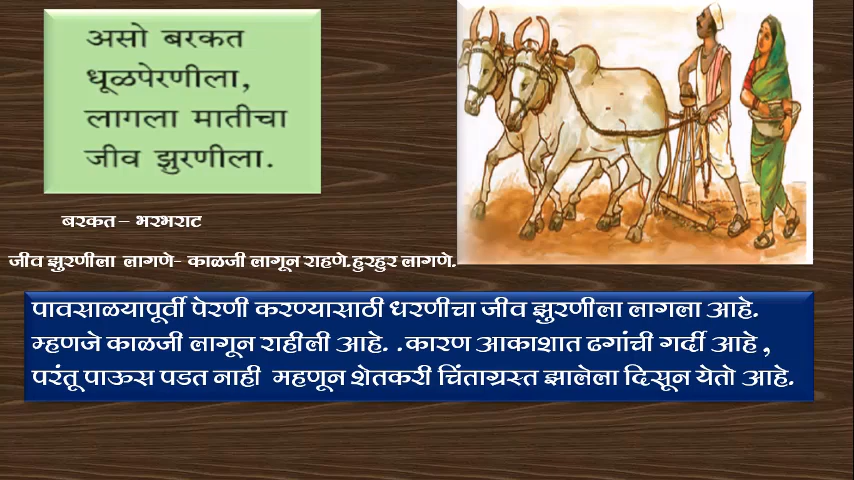 असो बरकत
धूळपेरणीला,
लागला मातीचा
जीव झुरणीला.
बरकत - भरभराट
जीव झुरणीला लागणे- काळजी लागून राहणे.हुरहुर लागणे.
पावसाळयापूर्वी पेरणी करण्यासाठी धरणीचा जीव झुरणीला लागला आहे.
म्हणजे काळजी लागून राहीली आहे. .कारण आकाशात ढगांची गर्दी आहे ,
परंतू पाऊस पडत नाही महणून शेतकरी चिंताग्रस्त झालेला दिसून येतो आहे.